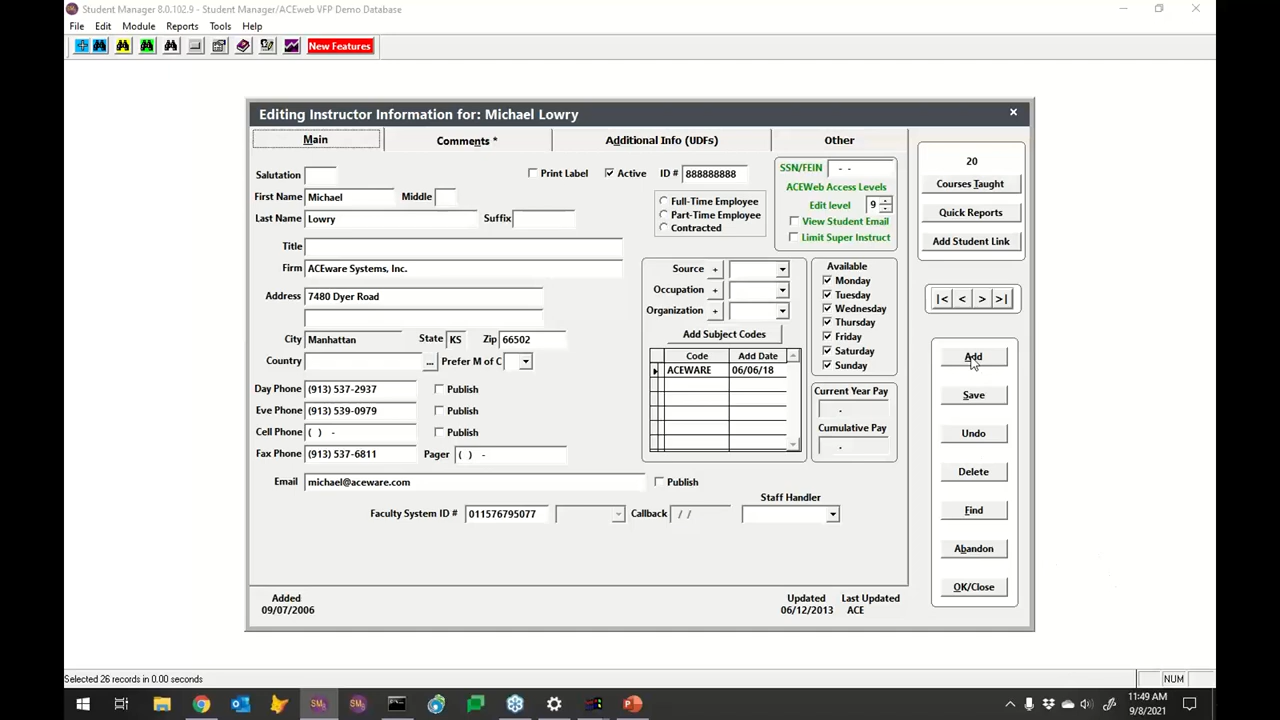 Student Manager 8.0.102.9 - Student Manager/ACEweb VFP Demo Database
File Edit Module Reports Tools Help
New Features
Editing Instructor Information for: Michael Lowry
Main Comments * Additional Info (UDFs) Other
Salutation Print Label Active ID # 888888888 SSN/FEIN - -
First Name Michael Middle
Last Name Lowry Suffix
Full-Time Employee
Part-Time Employee
Contracted
ACEWeb Access Levels
Edit level 9
View Student Email
Limit Super Instruct
Title
Firm ACEware Systems, Inc.
Address 7480 Dyer Road
City Manhattan State KS Zip 66502
Country ... Prefer M of C
Day Phone (913) 537-2937 Publish
Eve Phone (913) 539-0979 Publish
Cell Phone ( ) - Publish
Fax Phone (913) 537-6811 Pager ( ) -
Email michael@aceware.com Publish
Faculty System ID # 011576795077 Callback / / Staff Handler
Source +
Occupation +
Organization +
Add Subject Codes
Code Add Date
ACEWARE 06/06/18
Available
Monday
Tuesday
Wednesday
Thursday
Friday
Saturday
Sunday
Current Year Pay
.
Cumulative Pay
.
Added
09/07/2006
Updated Last Updated
06/12/2013 ACE
20
Courses Taught
Quick Reports
Add Student Link
|< < > >|
Add
Save
Undo
Delete
Find
Abandon
OK/Close
Selected 26 records in 0.00 seconds NUM
11:49 AM
9/8/2021